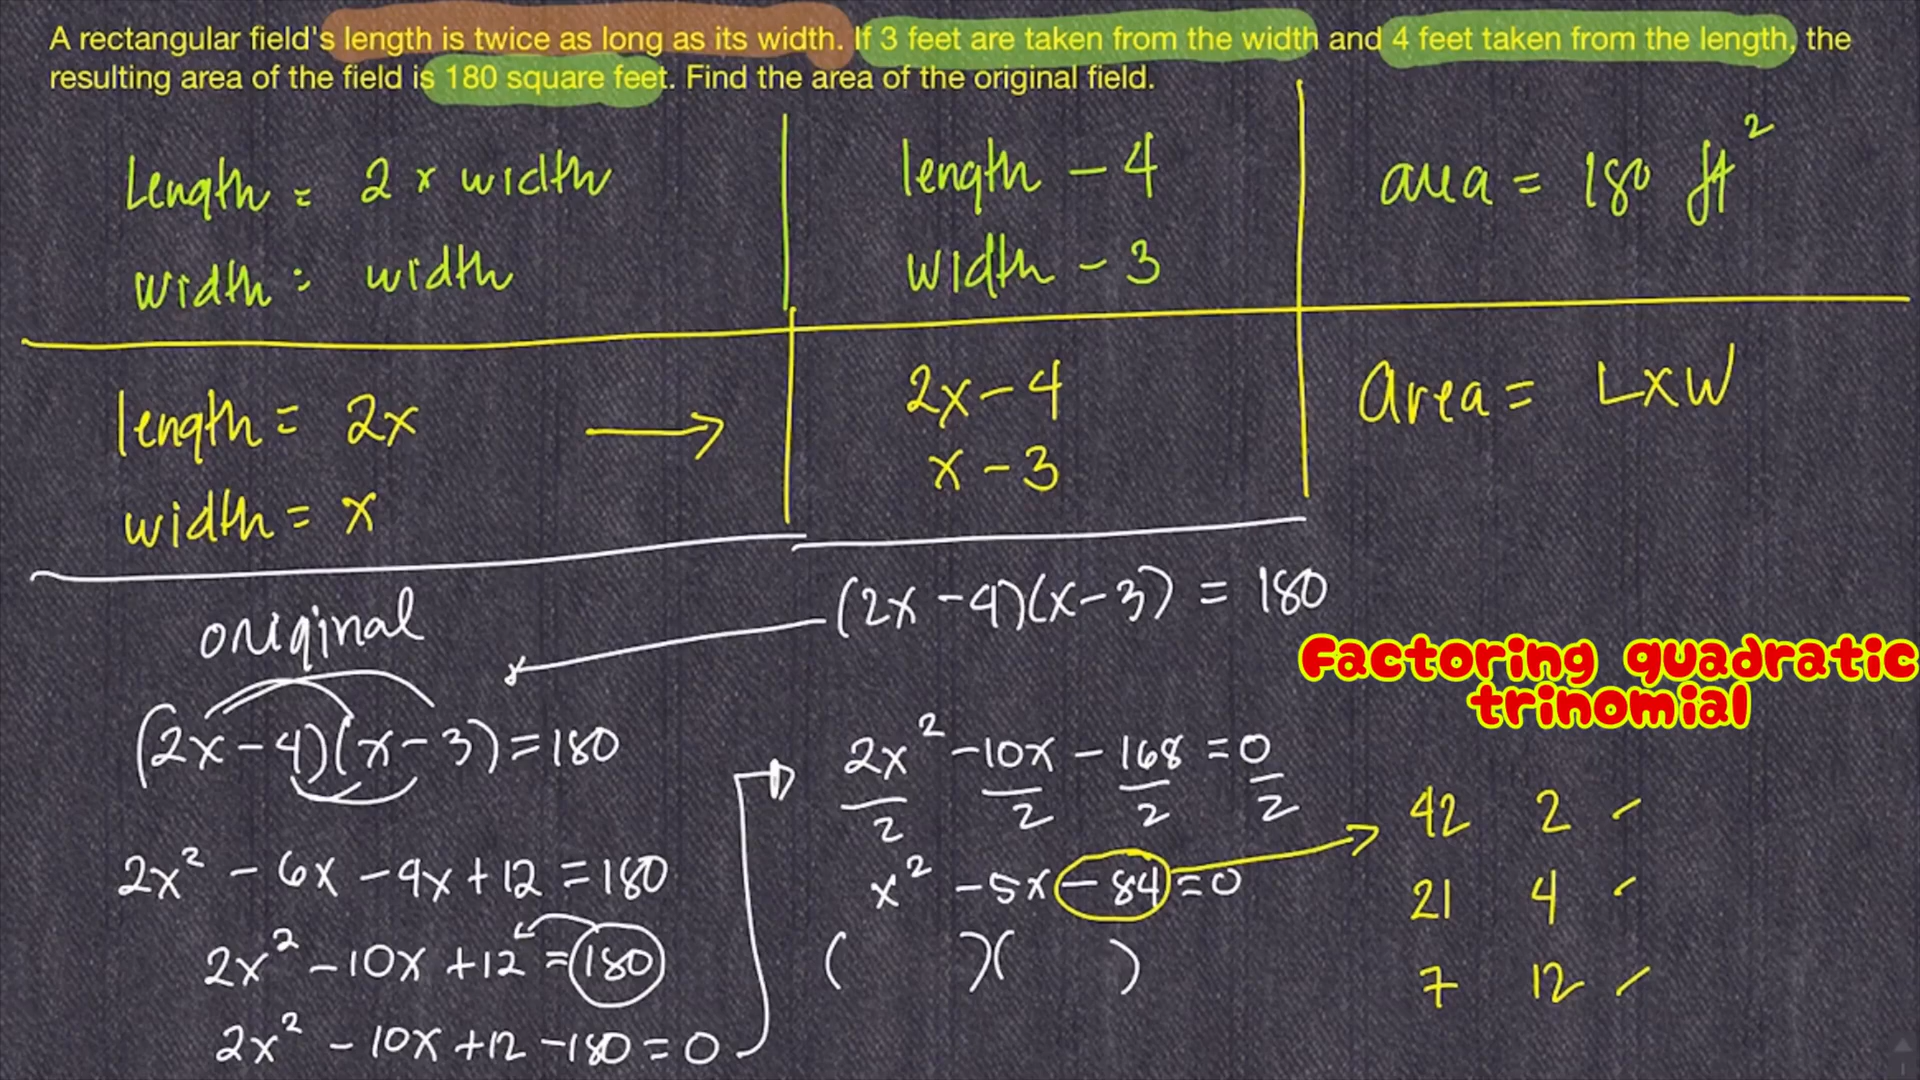 A rectangular field's length is twice as long as its width. If 3 feet are taken from the width and 4 feet taken from the length, the
resulting area of the field is 180 square feet. Find the area of the original field.
Length = 2 x width
width = width
length - 4
width - 3
area = 180 ft²
length = 2x
width = x
2x - 4
x - 3
Area = L x W
original
(2x - 4)(x - 3) = 180
Factoring quadratic
trinomial
(2x - 4)(x - 3) = 180
2x² - 6x - 4x + 12 = 180
2x² - 10x + 12 = 180
2x² - 10x + 12 - 180 = 0
2x² - 10x - 168 = 0
2 2 2 2
x² - 5x - 84 = 0
( )( )
42 2
21 4
7 12